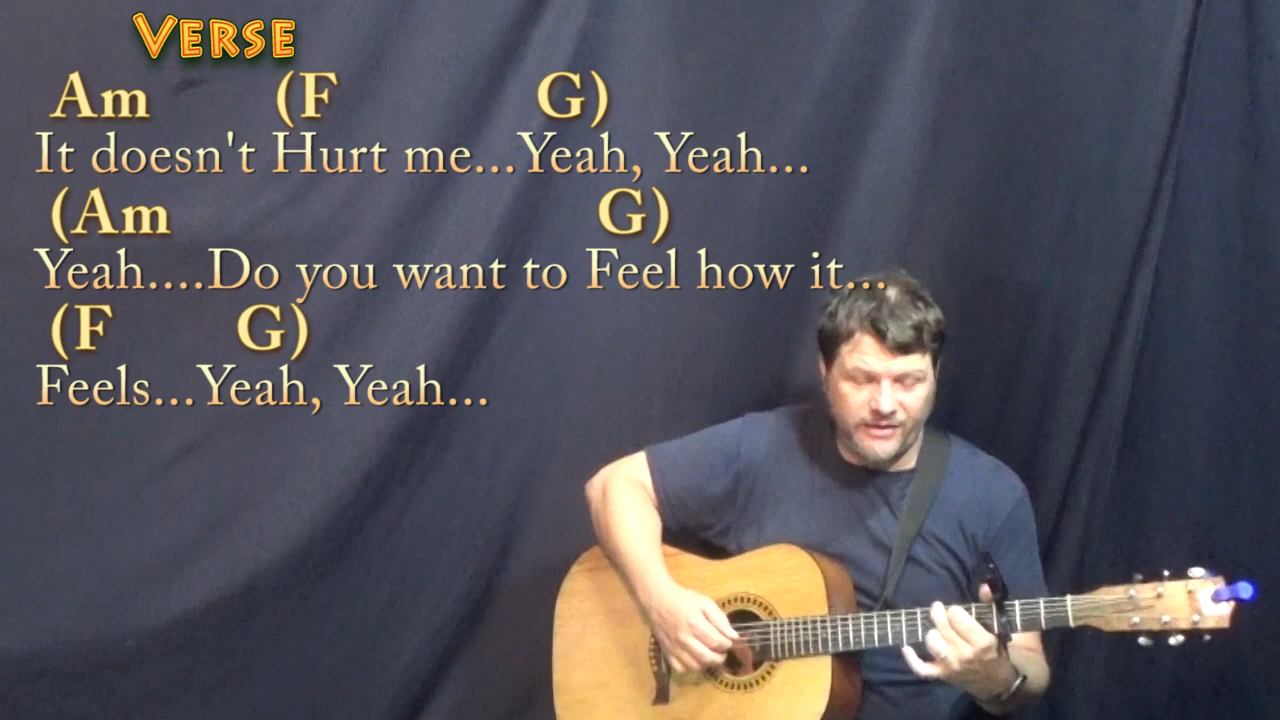 VERSE
Am (F G)
It doesn't Hurt me...Yeah, Yeah...
(Am G)
Yeah....Do you want to Feel how it...
(F G)
Feels...Yeah, Yeah...